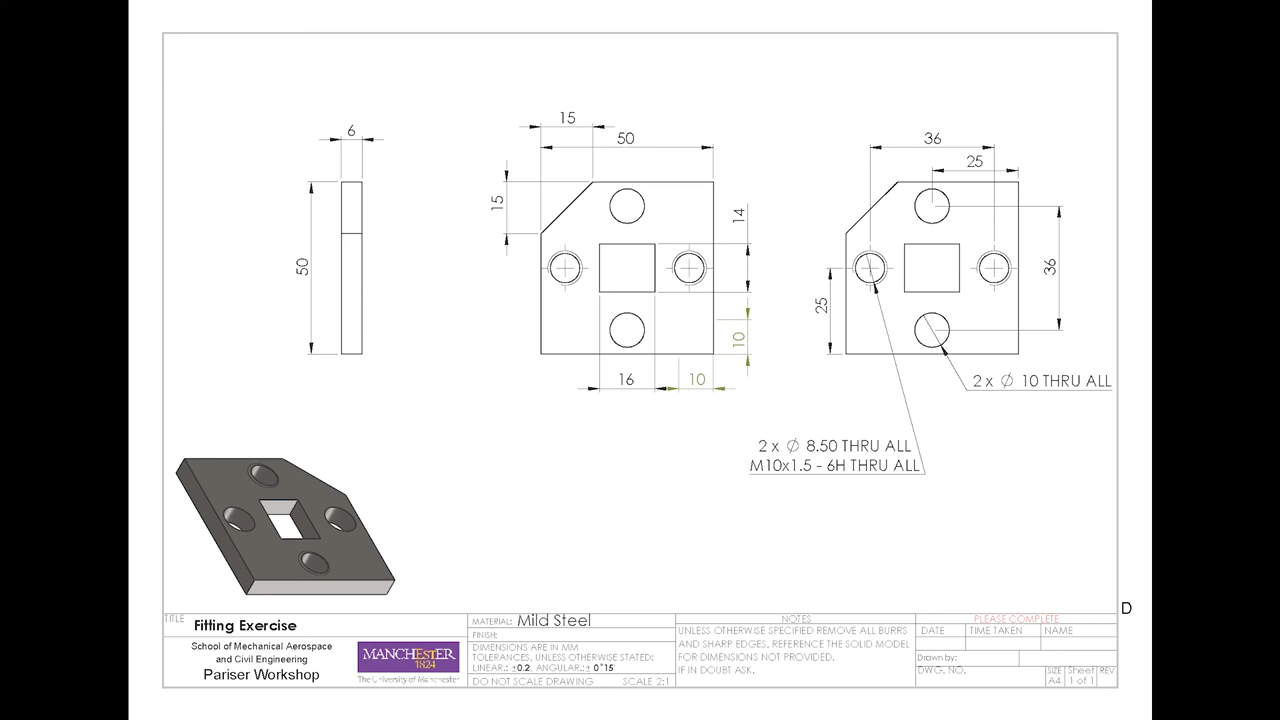 15
6
50
36
25
15
14
50
36
25
10
16
10
2 x ∅ 10 THRU ALL
2 x ∅ 8.50 THRU ALL
M10x1.5 - 6H THRU ALL
D
TITLE
Fitting Exercise
School of Mechanical Aerospace
and Civil Engineering
Pariser Workshop
MANCHESTER
1824
The University of Manchester
MATERIAL: Mild Steel
FINISH:
DIMENSIONS ARE IN MM
TOLERANCES, UNLESS OTHERWISE STATED:
LINEAR.: ±0.2, ANGULAR.: ± 0°15'
DO NOT SCALE DRAWING SCALE 2:1
NOTES
UNLESS OTHERWISE SPECIFIED REMOVE ALL BURRS
AND SHARP EDGES. REFERENCE THE SOLID MODEL
FOR DIMENSIONS NOT PROVIDED.
IF IN DOUBT ASK.
PLEASE COMPLETE
DATE TIME TAKEN NAME
Drawn by:
DWG. NO.
SIZE Sheet REV
A4 1 of 1